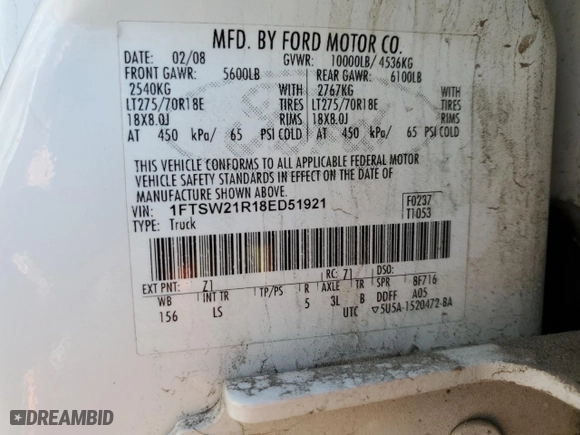 MFD. BY FORD MOTOR CO.
DATE: 02/08 GVWR: 10000LB/ 4536KG
FRONT GAWR: 5600LB REAR GAWR: 6100LB
2540KG WITH 2767KG WITH
LT275/70R18E TIRES LT275/70R18E TIRES
18X8.0J RIMS 18X8.0J RIMS
AT 450 kPa/ 65 PSI COLD AT 450 kPa/ 65 PSI COLD
THIS VEHICLE CONFORMS TO ALL APPLICABLE FEDERAL MOTOR
VEHICLE SAFETY STANDARDS IN EFFECT ON THE DATE OF
MANUFACTURE SHOWN ABOVE.
VIN: 1FTSW21R18ED51921 F0237
TYPE: Truck T1053
EXT PNT: Z1 RC: 71 DSO:
WB INT TR TP/PS R AXLE TR SPR 8F716
156 LS 5 3L B DDFF A05
UTC ▽5U5A-1520472-BA
DREAMBID